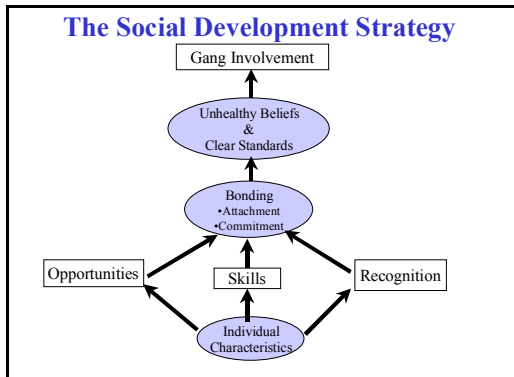 The Social Development Strategy
Gang Involvement
Unhealthy Beliefs
&
Clear Standards
Bonding
•Attachment
•Commitment
Opportunities
Skills
Recognition
Individual
Characteristics